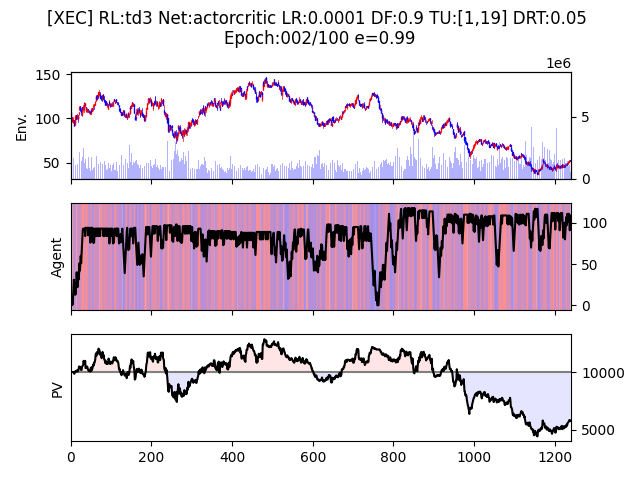 [XEC] RL:td3 Net:actorcritic LR:0.0001 DF:0.9 TU:[1,19] DRT:0.05
Epoch:002/100 e=0.99
1e6
150
100
50
Env.
5
0
Agent
100
50
0
PV
10000
5000
0 200 400 600 800 1000 1200